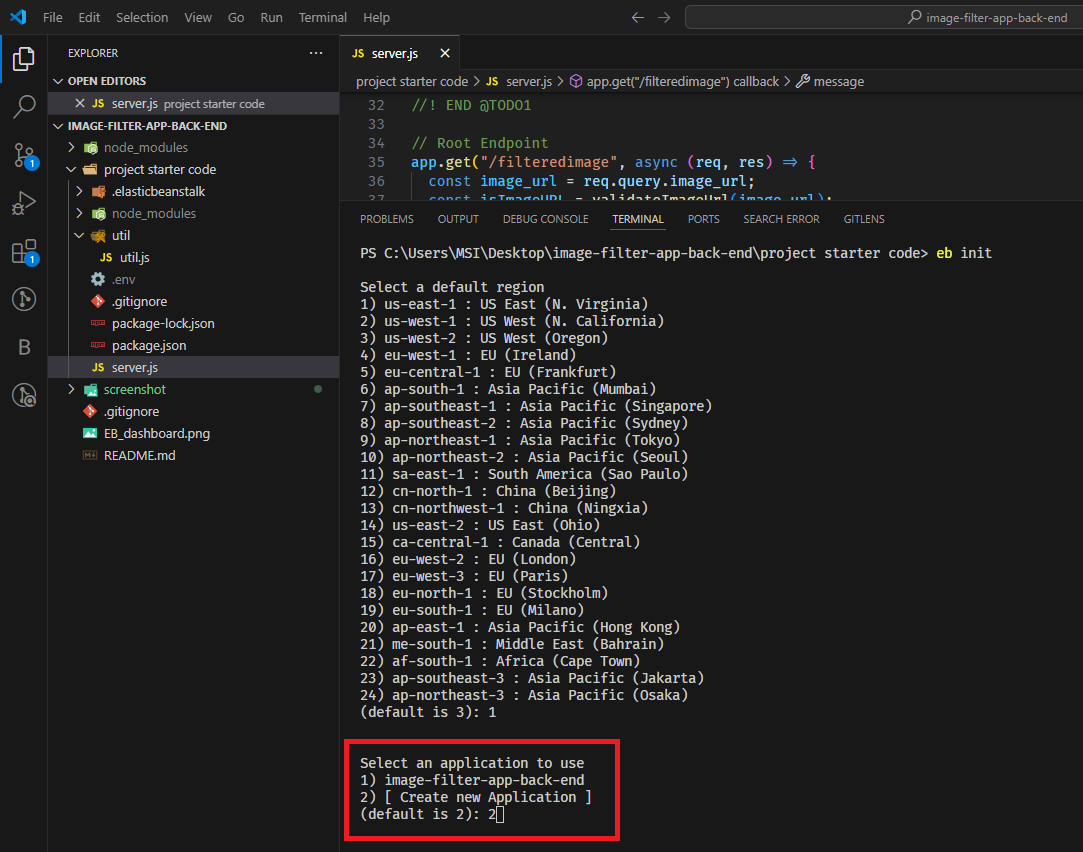 File Edit Selection View Go Run Terminal Help
image-filter-app-back-end
EXPLORER
OPEN EDITORS
JS server.js project starter code
IMAGE-FILTER-APP-BACK-END
node_modules
project starter code
.elasticbeanstalk
node_modules
util
JS util.js
.env
.gitignore
package-lock.json
package.json
JS server.js
screenshot
.gitignore
EB_dashboard.png
README.md
1
1
B
JS server.js
project starter code > JS server.js > app.get("/filteredimage") callback > message
32 //! END @TODO1
33
34 // Root Endpoint
35 app.get("/filteredimage", async (req, res) => {
36 const image_url = req.query.image_url;
37 const isImageURL = validateImageUrl(image_url);
PROBLEMS OUTPUT DEBUG CONSOLE TERMINAL PORTS SEARCH ERROR GITLENS
PS C:\Users\MSI\Desktop\image-filter-app-back-end\project starter code> eb init
Select a default region
1) us-east-1 : US East (N. Virginia)
2) us-west-1 : US West (N. California)
3) us-west-2 : US West (Oregon)
4) eu-west-1 : EU (Ireland)
5) eu-central-1 : EU (Frankfurt)
6) ap-south-1 : Asia Pacific (Mumbai)
7) ap-southeast-1 : Asia Pacific (Singapore)
8) ap-southeast-2 : Asia Pacific (Sydney)
9) ap-northeast-1 : Asia Pacific (Tokyo)
10) ap-northeast-2 : Asia Pacific (Seoul)
11) sa-east-1 : South America (Sao Paulo)
12) cn-north-1 : China (Beijing)
13) cn-northwest-1 : China (Ningxia)
14) us-east-2 : US East (Ohio)
15) ca-central-1 : Canada (Central)
16) eu-west-2 : EU (London)
17) eu-west-3 : EU (Paris)
18) eu-north-1 : EU (Stockholm)
19) eu-south-1 : EU (Milano)
20) ap-east-1 : Asia Pacific (Hong Kong)
21) me-south-1 : Middle East (Bahrain)
22) af-south-1 : Africa (Cape Town)
23) ap-southeast-3 : Asia Pacific (Jakarta)
24) ap-northeast-3 : Asia Pacific (Osaka)
(default is 3): 1
Select an application to use
1) image-filter-app-back-end
2) [ Create new Application ]
(default is 2): 2